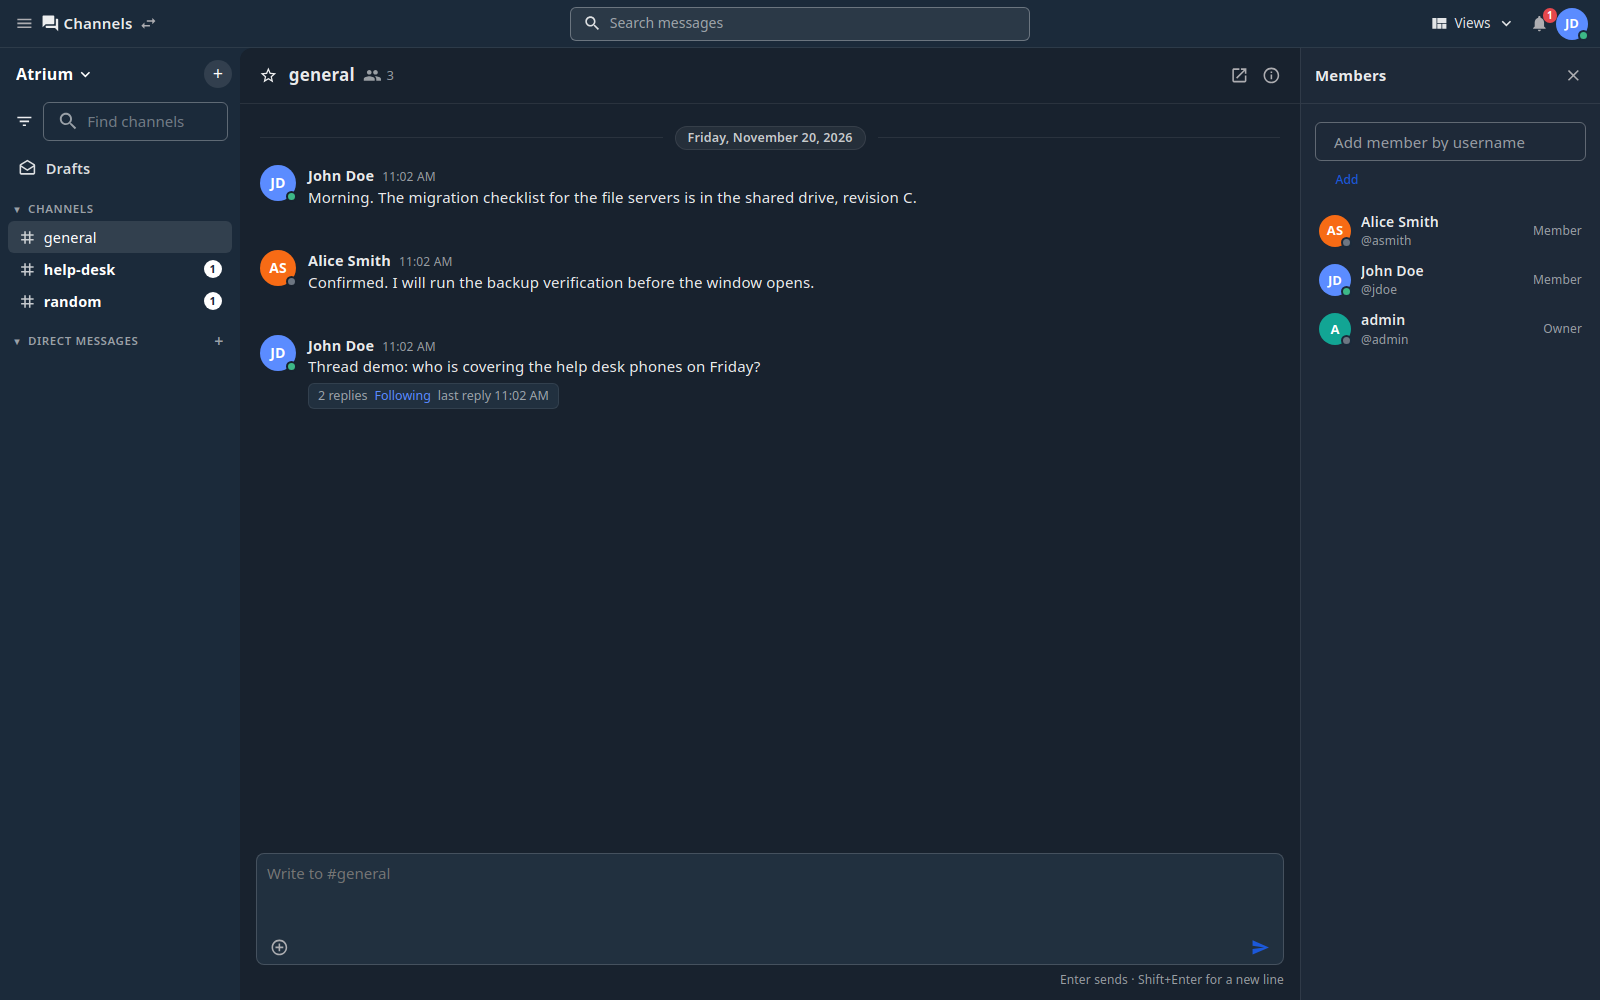 Channels
Search messages
Views
1
JD
Atrium
+
Find channels
Drafts
CHANNELS
general
help-desk 1
random 1
DIRECT MESSAGES +
general 3
Friday, November 20, 2026
JD
John Doe 11:02 AM
Morning. The migration checklist for the file servers is in the shared drive, revision C.
AS
Alice Smith 11:02 AM
Confirmed. I will run the backup verification before the window opens.
JD
John Doe 11:02 AM
Thread demo: who is covering the help desk phones on Friday?
2 replies Following last reply 11:02 AM
Write to #general
Enter sends · Shift+Enter for a new line
Members
Add member by username
Add
AS
Alice Smith
@asmith
Member
JD
John Doe
@jdoe
Member
A
admin
@admin
Owner